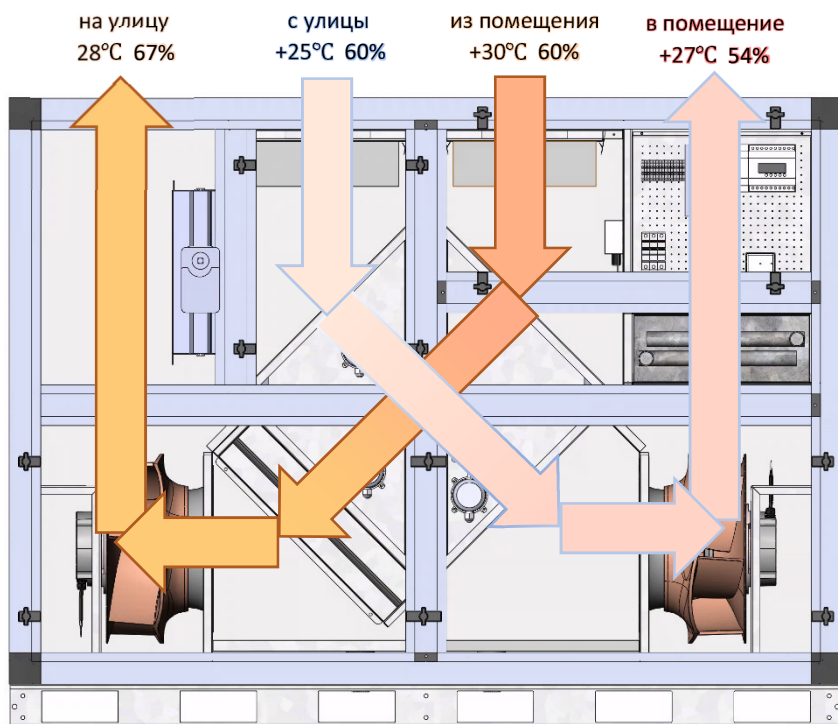 на улицу
28°C 67%
с улицы
+25°C 60%
из помещения
+30°C 60%
в помещение
+27°C 54%